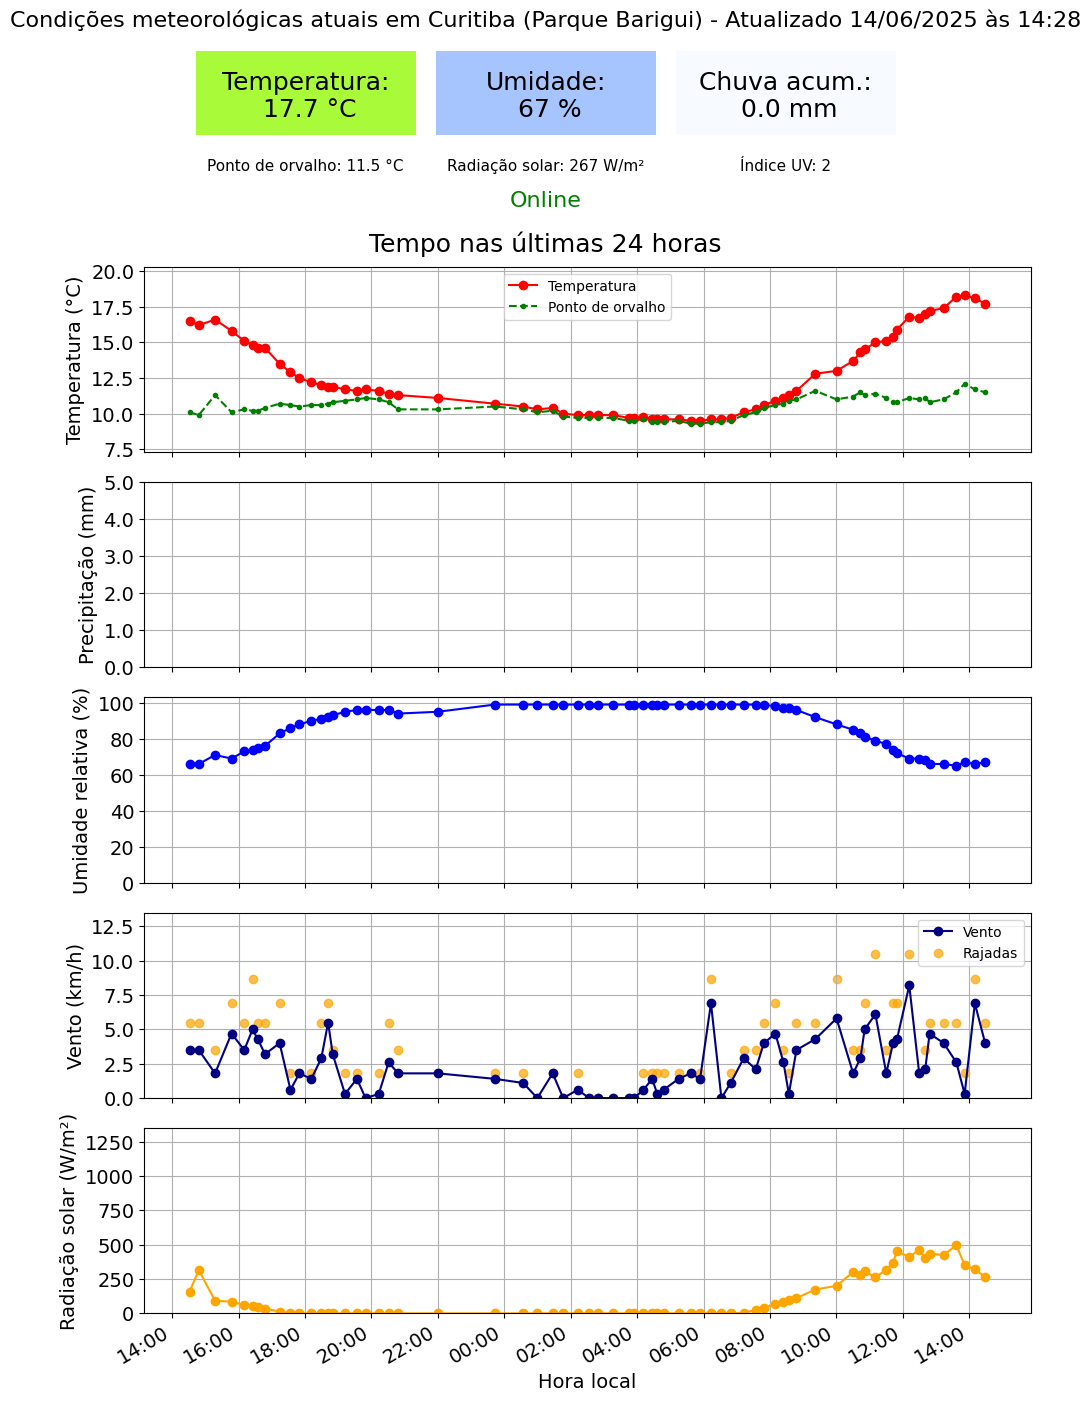 Condições meteorológicas atuais em Curitiba (Parque Barigui) - Atualizado 14/06/2025 às 14:28
Temperatura:
17.7 °C
Umidade:
67 %
Chuva acum.:
0.0 mm
Ponto de orvalho: 11.5 °C
Radiação solar: 267 W/m²
Índice UV: 2
Online
Tempo nas últimas 24 horas
Temperatura (°C)
20.0
17.5
15.0
12.5
10.0
7.5
Temperatura
Ponto de orvalho
Precipitação (mm)
5.0
4.0
3.0
2.0
1.0
0.0
Umidade relativa (%)
100
80
60
40
20
0
Vento (km/h)
12.5
10.0
7.5
5.0
2.5
0.0
Vento
Rajadas
Radiação solar (W/m²)
1250
1000
750
500
250
0
14:00
16:00
18:00
20:00
22:00
00:00
02:00
04:00
06:00
08:00
10:00
12:00
14:00
Hora local